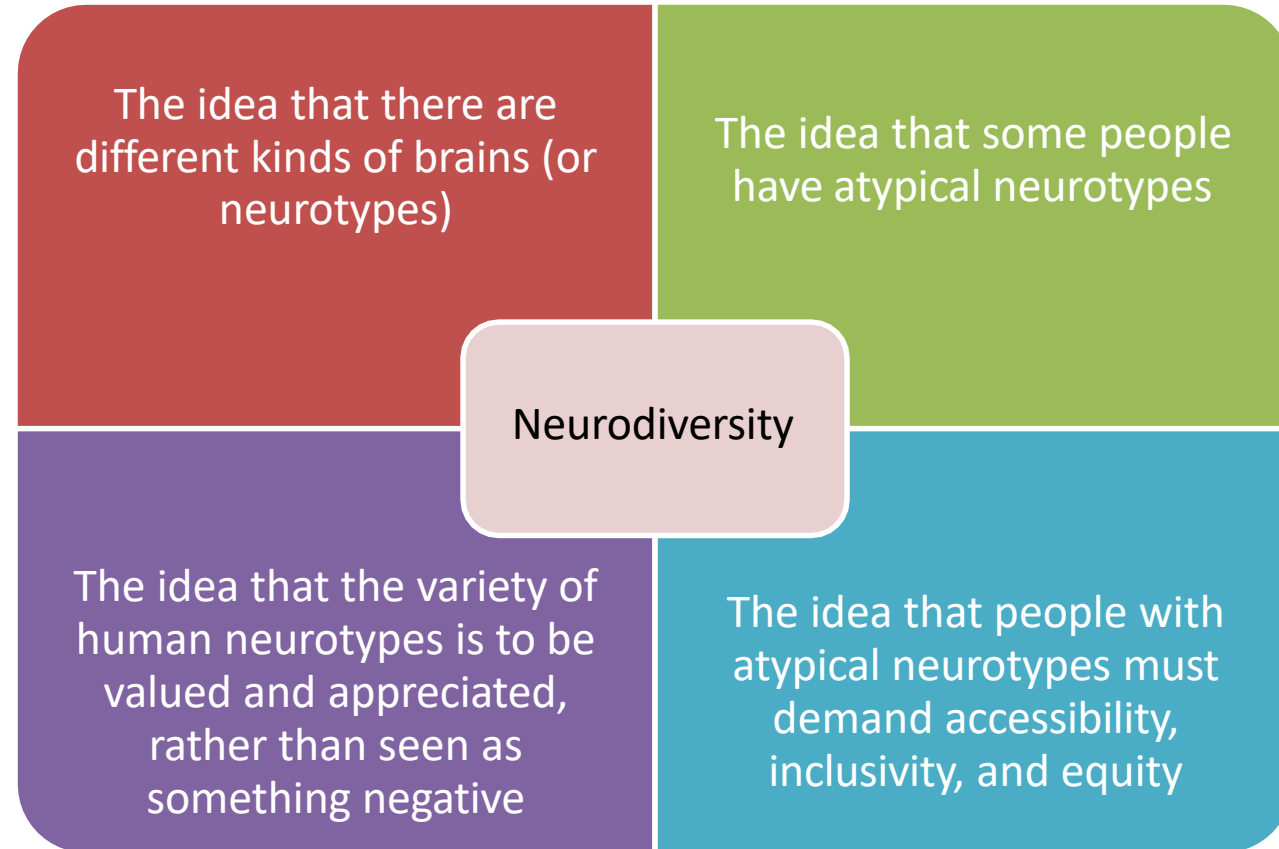 The idea that there are
different kinds of brains (or
neurotypes)
The idea that some people
have atypical neurotypes
Neurodiversity
The idea that the variety of
human neurotypes is to be
valued and appreciated,
rather than seen as
something negative
The idea that people with
atypical neurotypes must
demand accessibility,
inclusivity, and equity